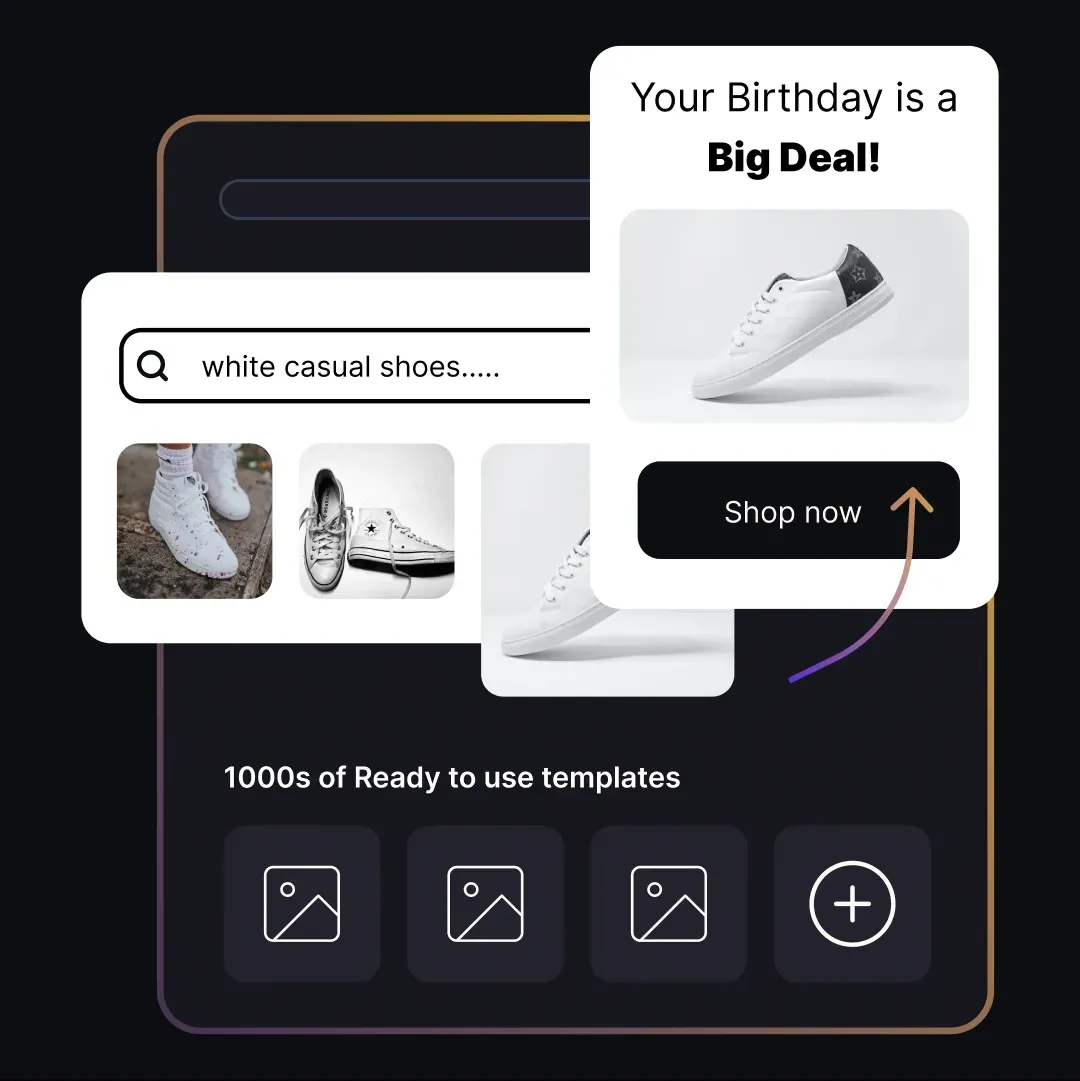 Your Birthday is a
Big Deal!
white casual shoes.....
Shop now
1000s of Ready to use templates